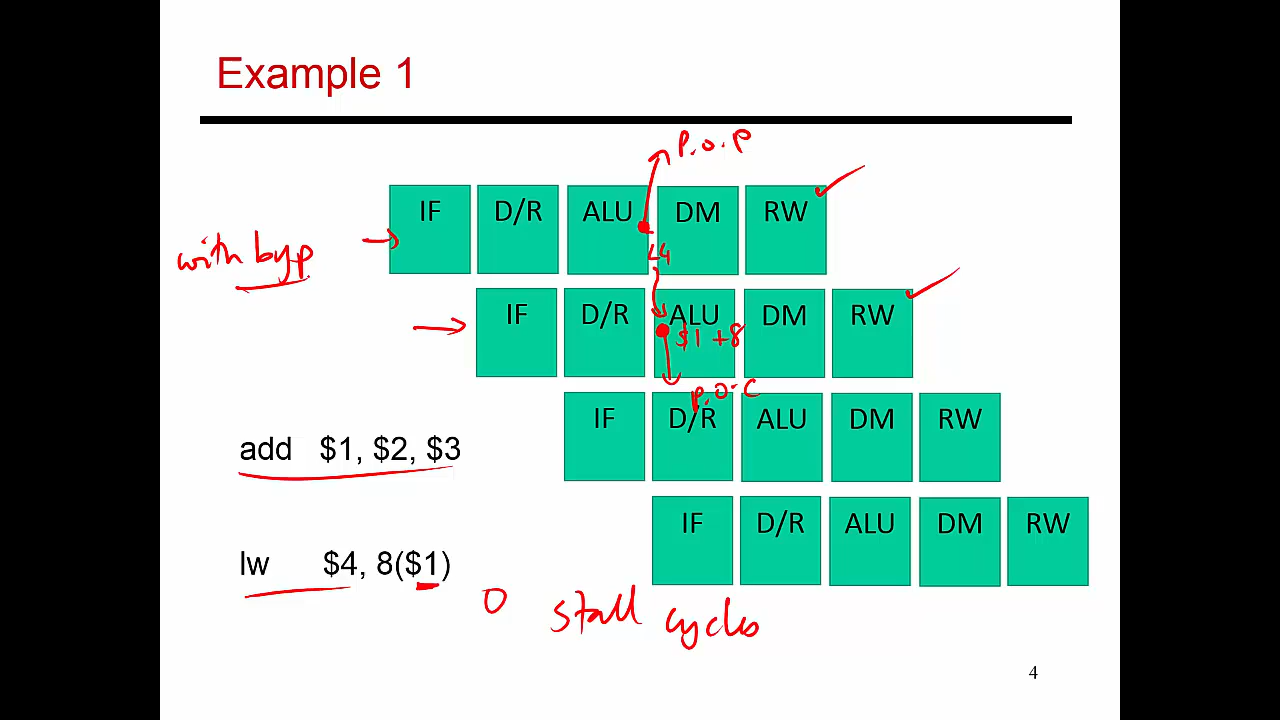 Example 1
P.O.P
IF D/R ALU DM RW
with byp
L4
IF D/R ALU DM RW
$1 +8
P.O.C
IF D/R ALU DM RW
add $1, $2, $3
IF D/R ALU DM RW
lw $4, 8($1)
0 stall cycles
4